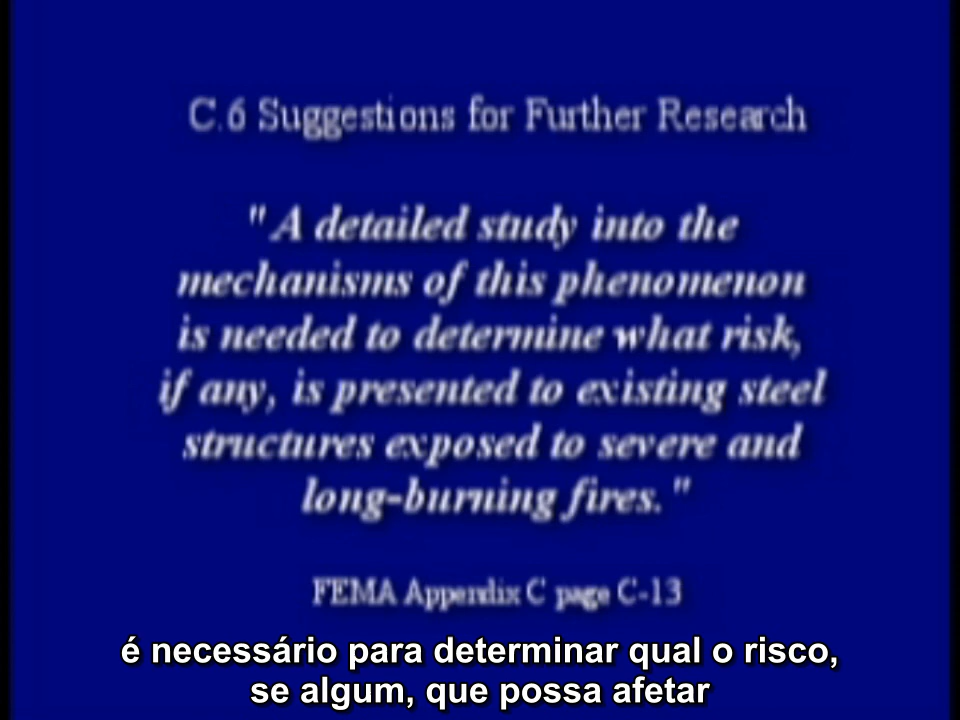 C.6 Suggestions for Further Research
"A detailed study into the
mechanisms of this phenomenon
is needed to determine what risk,
if any, is presented to existing steel
structures exposed to severe and
long-burning fires."
FEMA Appendix C page C-13
é necessário para determinar qual o risco,
se algum, que possa afetar